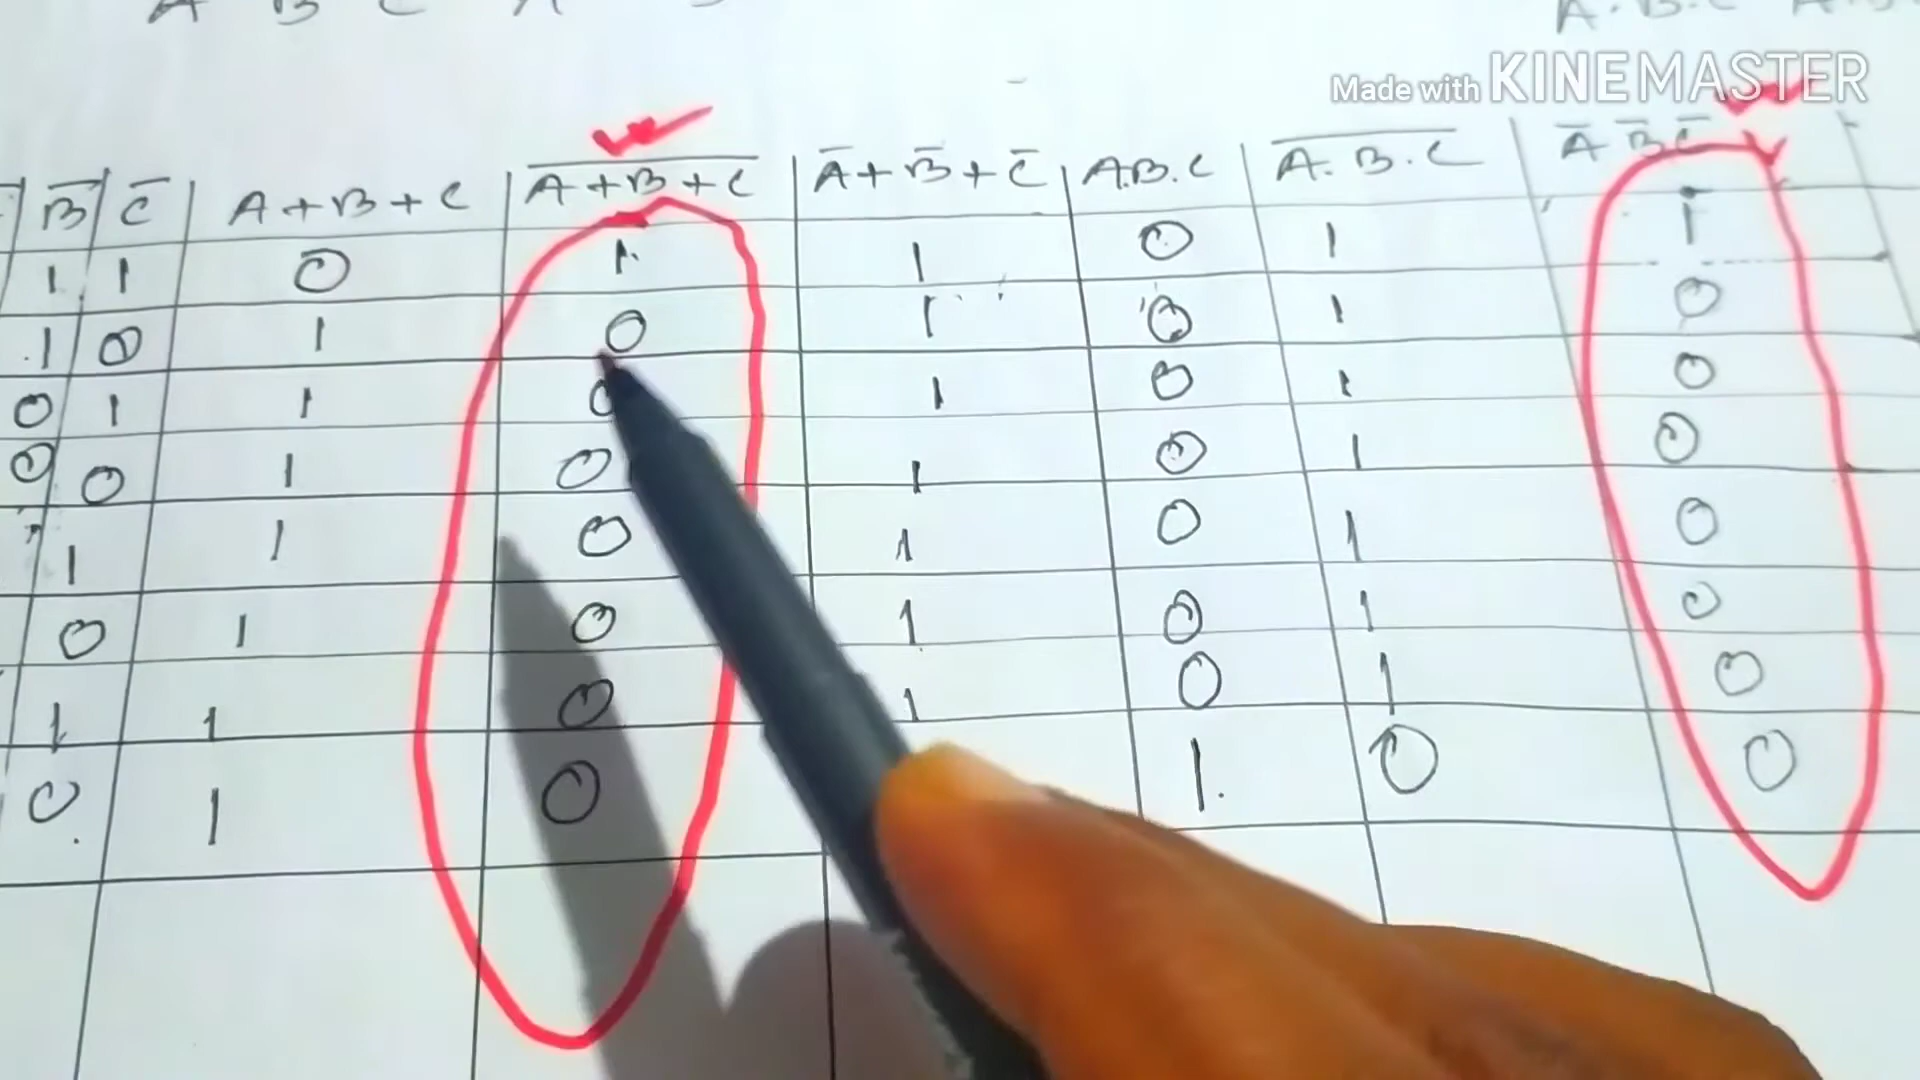 A B C A B A.B.C
Made with KINEMASTER
B̅ C̅ A+B+C \overline{A+B+C} A̅+B̅+C̅ A.B.C \overline{A.B.C} A̅ B̅ C̅
1 1 0 1 1 0 1 1
1 0 1 0 1 0 1 0
0 1 1 0 1 0 1 0
0 0 1 0 1 0 1 0
1 1 0 1 0 1 0
0 1 0 1 0 1 0
1 1 0 1 0 1 0
0 1 0 1 0 0